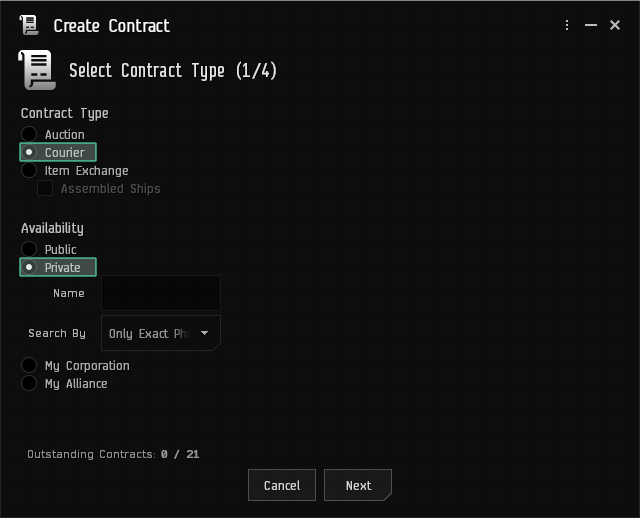 Create Contract
Select Contract Type (1/4)
Contract Type
Auction
Courier
Item Exchange
Assembled Ships
Availability
Public
Private
Name
Search By Only Exact Ph
My Corporation
My Alliance
Outstanding Contracts: 0 / 21
Cancel Next